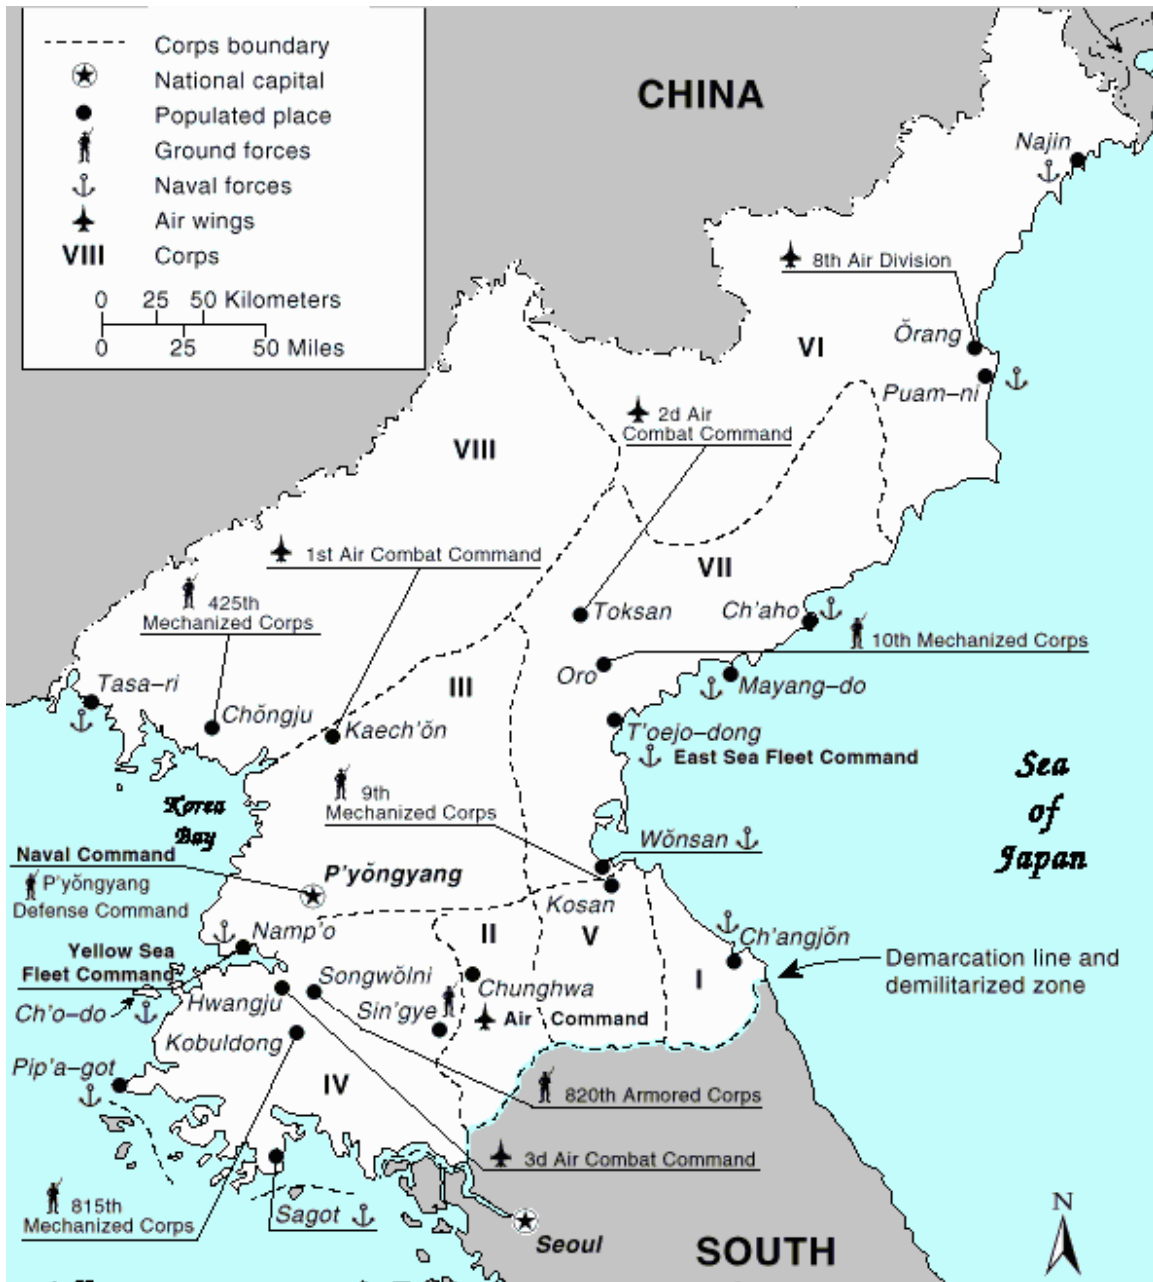 Corps boundary
National capital
Populated place
Ground forces
Naval forces
Air wings
VIII Corps
0 25 50 Kilometers
0 25 50 Miles
CHINA
Najin
8th Air Division
Ŏrang
VI
Puam–ni
2d Air
Combat Command
VIII
1st Air Combat Command
VII
425th
Mechanized Corps
Toksan
Ch'aho
10th Mechanized Corps
Oro
Tasa–ri
III
Mayang–do
Chŏngju
Kaech'ŏn
T'oejo–dong
East Sea Fleet Command
Sea
of
Japan
9th
Mechanized Corps
Korea
Bay
Wŏnsan
Naval Command
P'yŏngyang
Defense Command
P'yŏngyang
Kosan
Namp'o
II
V
Ch'angjŏn
Yellow Sea
Fleet Command
Songwŏlni
I
Demarcation line and
demilitarized zone
Hwangju
Chunghwa
Ch'o–do
Sin'gye
Air Command
Kobuldong
Pip'a–got
IV
820th Armored Corps
3d Air Combat Command
815th
Mechanized Corps
Sagot
Seoul
SOUTH
N